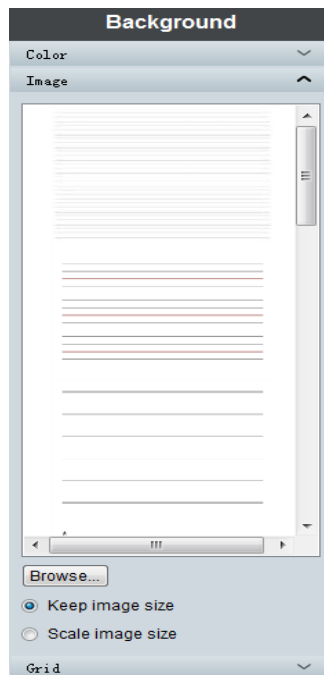 Background
Color
Image
Browse...
Keep image size
Scale image size
Grid